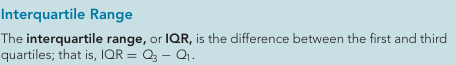 Interquartile Range
The interquartile range, or IQR, is the difference between the first and third
quartiles; that is, IQR = Q₃ − Q₁.